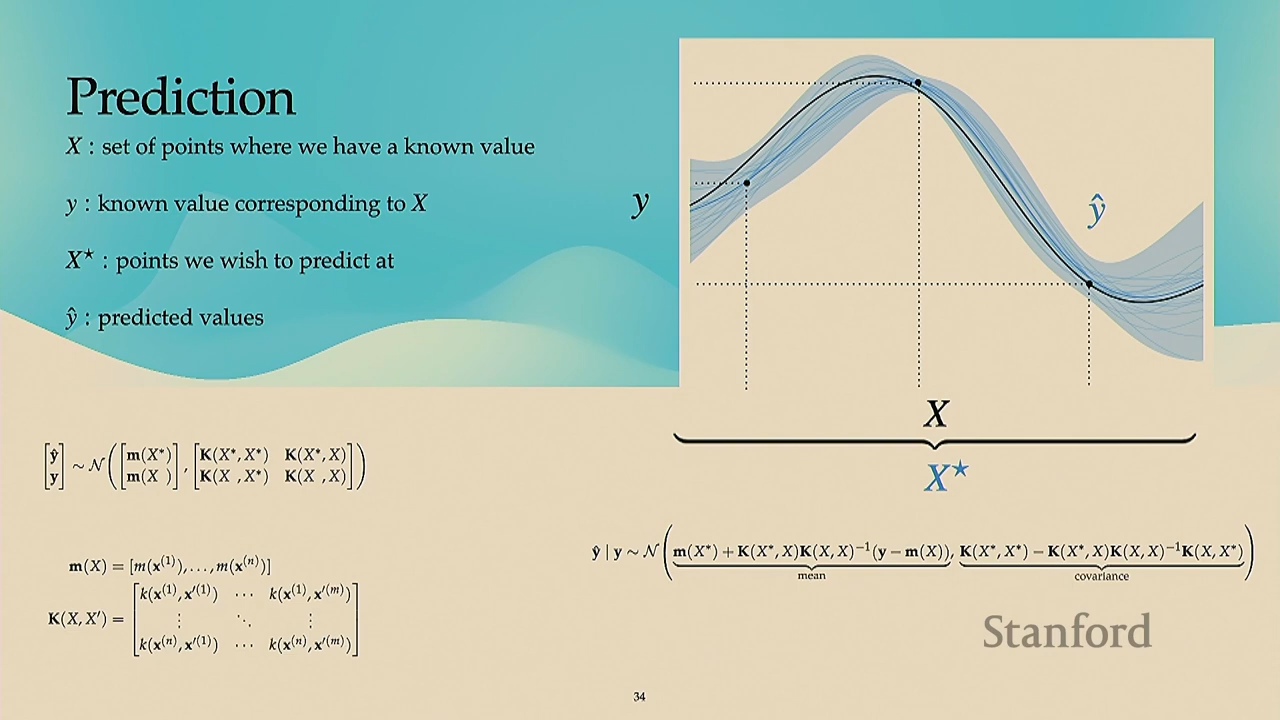 Prediction
X : set of points where we have a known value
y : known value corresponding to X
X⋆ : points we wish to predict at
ŷ : predicted values
y
ŷ
X
X⋆
[ŷ y] ∼ 𝒩([m(X*) m(X )], [K(X*, X*) K(X*, X) K(X , X*) K(X , X)])
m(X) = [m(x⁽¹⁾), . . . , m(x⁽ⁿ⁾)]
K(X, X′) = [k(x⁽¹⁾, x′⁽¹⁾) ⋯ k(x⁽¹⁾, x′⁽ᵐ⁾) ⋮ ⋱ ⋮ k(x⁽ⁿ⁾, x′⁽¹⁾) ⋯ k(x⁽ⁿ⁾, x′⁽ᵐ⁾)]
ŷ | y ∼ 𝒩(m(X*) + K(X*, X)K(X, X)⁻¹(y − m(X)), K(X*, X*) − K(X*, X)K(X, X)⁻¹K(X, X*))
mean
covariance
Stanford
34